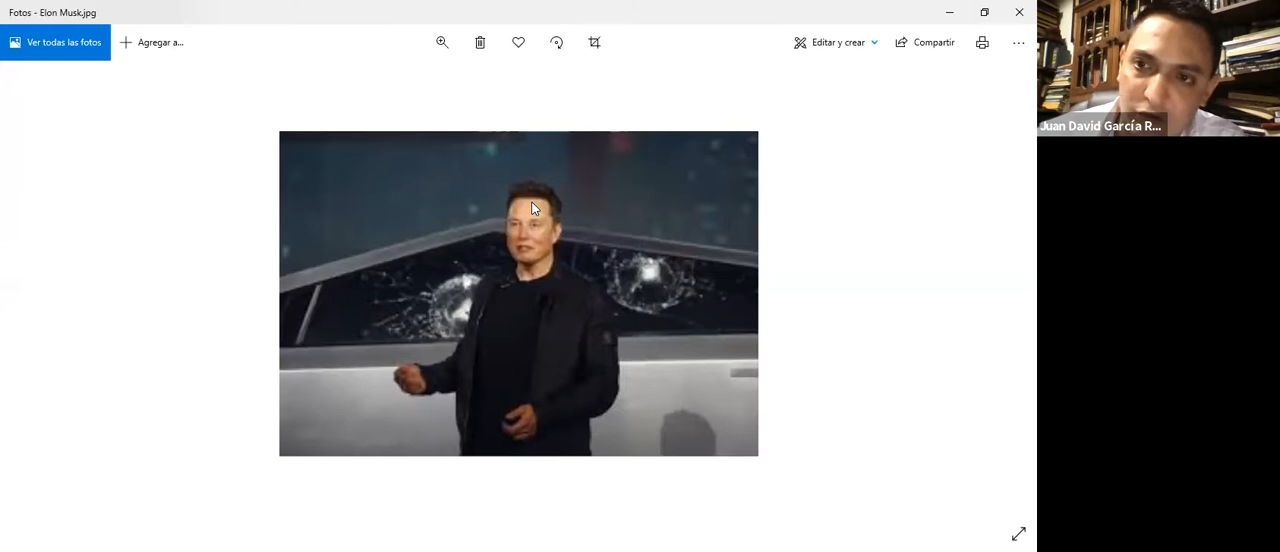 Fotos - Elon Musk.jpg
Ver todas las fotos
Agregar a...
Editar y crear
Compartir
Juan David García R...